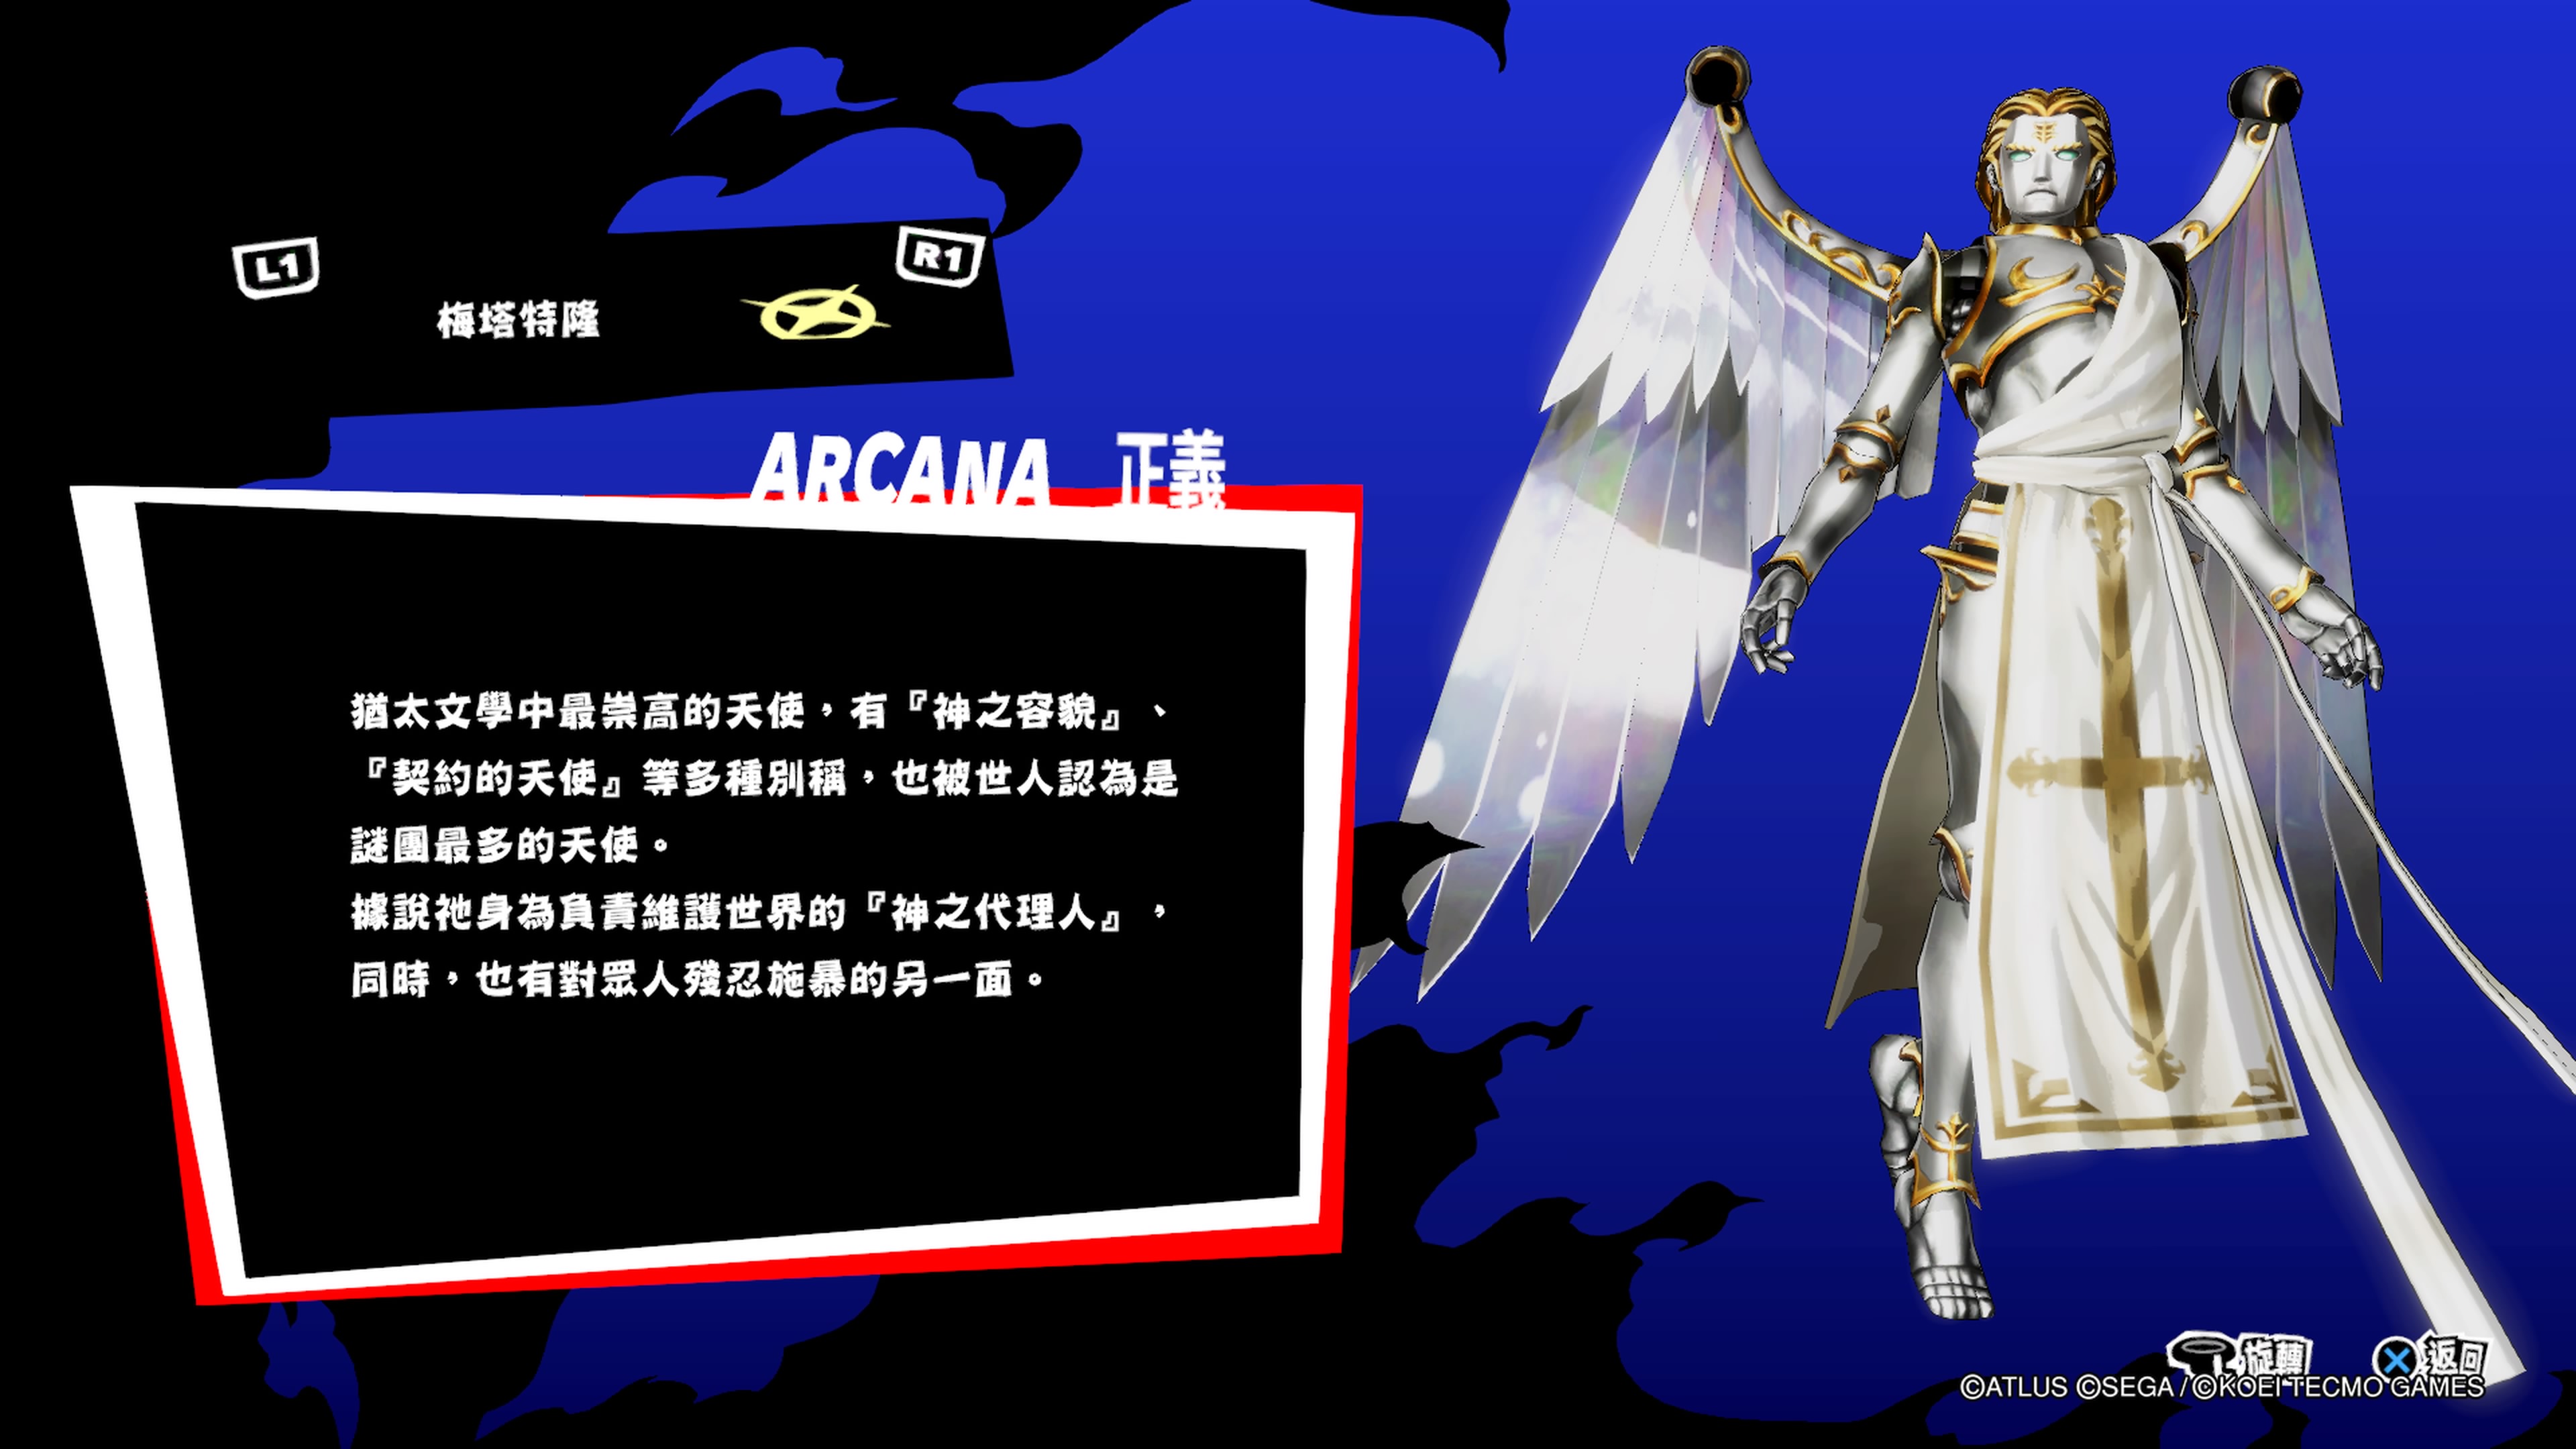 L1
R1
梅塔特隆
ARCANA 正義
猶太文學中最崇高的天使，有『神之容貌』、
『契約的天使』等多種別稱，也被世人認為是
謎團最多的天使。
據說祂身為負責維護世界的『神之代理人』，
同時，也有對眾人殘忍施暴的另一面。
旋轉 返回
©ATLUS ©SEGA / ©KOEI TECMO GAMES